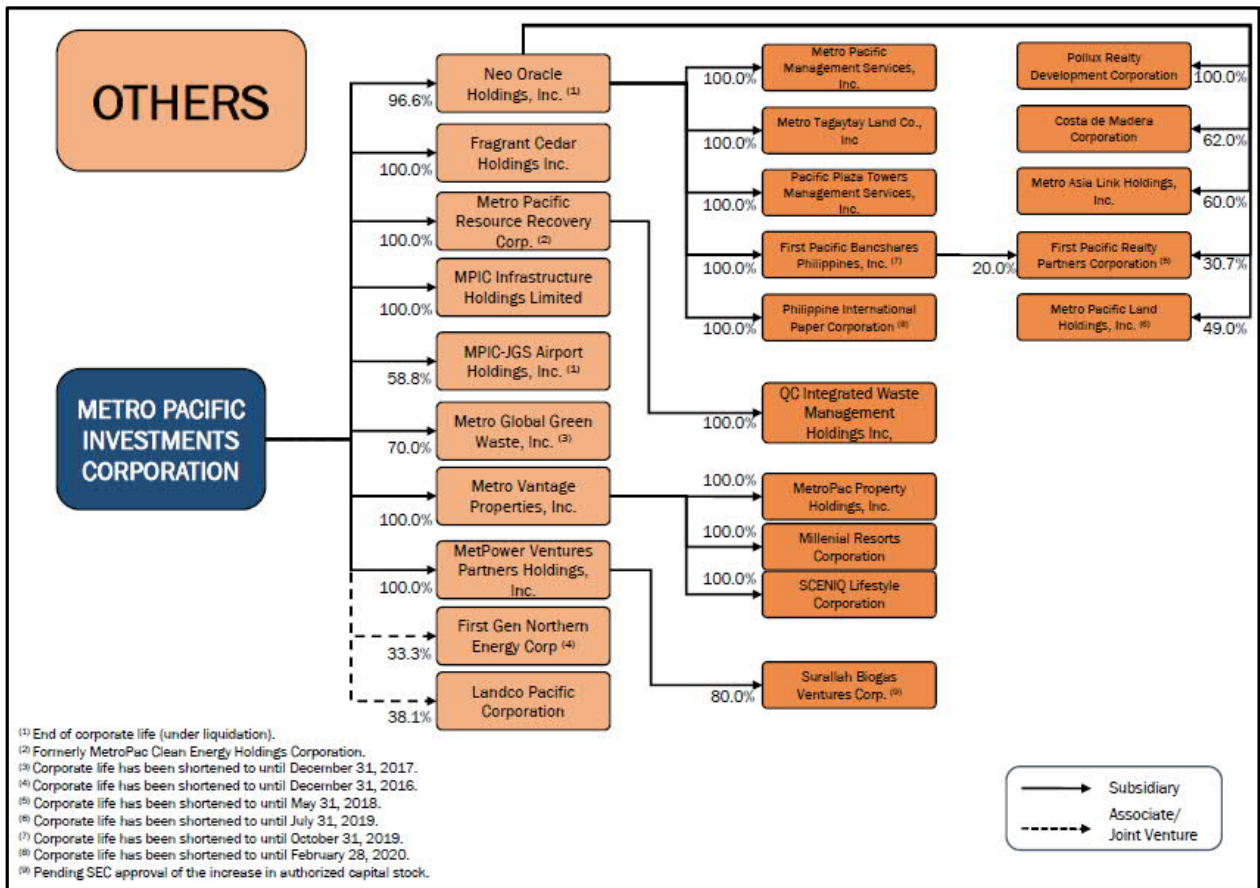 OTHERS
METRO PACIFIC
INVESTMENTS
CORPORATION
Neo Oracle
Holdings, Inc. (1)
96.6%
Fragrant Cedar
Holdings Inc.
100.0%
Metro Pacific
Resource Recovery
Corp. (2)
100.0%
MPIC Infrastructure
Holdings Limited
100.0%
MPIC-JGS Airport
Holdings, Inc. (1)
58.8%
Metro Global Green
Waste, Inc. (3)
70.0%
Metro Vantage
Properties, Inc.
100.0%
MetPower Ventures
Partners Holdings,
Inc.
100.0%
First Gen Northern
Energy Corp (4)
33.3%
Landco Pacific
Corporation
38.1%
Metro Pacific
Management Services,
Inc.
100.0%
Metro Tagaytay Land Co.,
Inc
100.0%
Pacific Plaza Towers
Management Services,
Inc.
100.0%
First Pacific Bancshares
Philippines, Inc. (7)
100.0%
Philippine International
Paper Corporation (8)
100.0%
QC Integrated Waste
Management
Holdings Inc,
100.0%
100.0%
MetroPac Property
Holdings, Inc.
100.0%
Millenial Resorts
Corporation
100.0%
SCENIQ Lifestyle
Corporation
Surallah Biogas
Ventures Corp. (9)
80.0%
Pollux Realty
Development Corporation
100.0%
Costa de Madera
Corporation
62.0%
Metro Asia Link Holdings,
Inc.
60.0%
First Pacific Realty
Partners Corporation (5)
20.0%
30.7%
Metro Pacific Land
Holdings, Inc. (6)
49.0%
(1) End of corporate life (under liquidation).
(2) Formerly MetroPac Clean Energy Holdings Corporation.
(3) Corporate life has been shortened to until December 31, 2017.
(4) Corporate life has been shortened to until December 31, 2016.
(5) Corporate life has been shortened to until May 31, 2018.
(6) Corporate life has been shortened to until July 31, 2019.
(7) Corporate life has been shortened to until October 31, 2019.
(8) Corporate life has been shortened to until February 28, 2020.
(9) Pending SEC approval of the increase in authorized capital stock.
Subsidiary
Associate/
Joint Venture